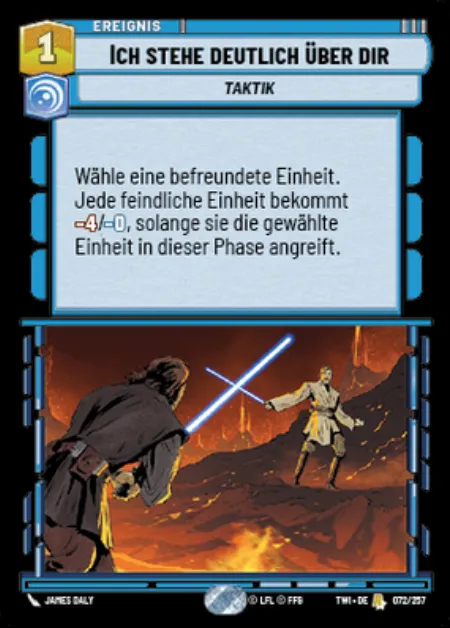 EREIGNIS
1
ICH STEHE DEUTLICH ÜBER DIR
TAKTIK
Wähle eine befreundete Einheit.
Jede feindliche Einheit bekommt
-4/-0, solange sie die gewählte
Einheit in dieser Phase angreift.
JAMES DALY
© LFL © FFG
TWI • DE
072/257